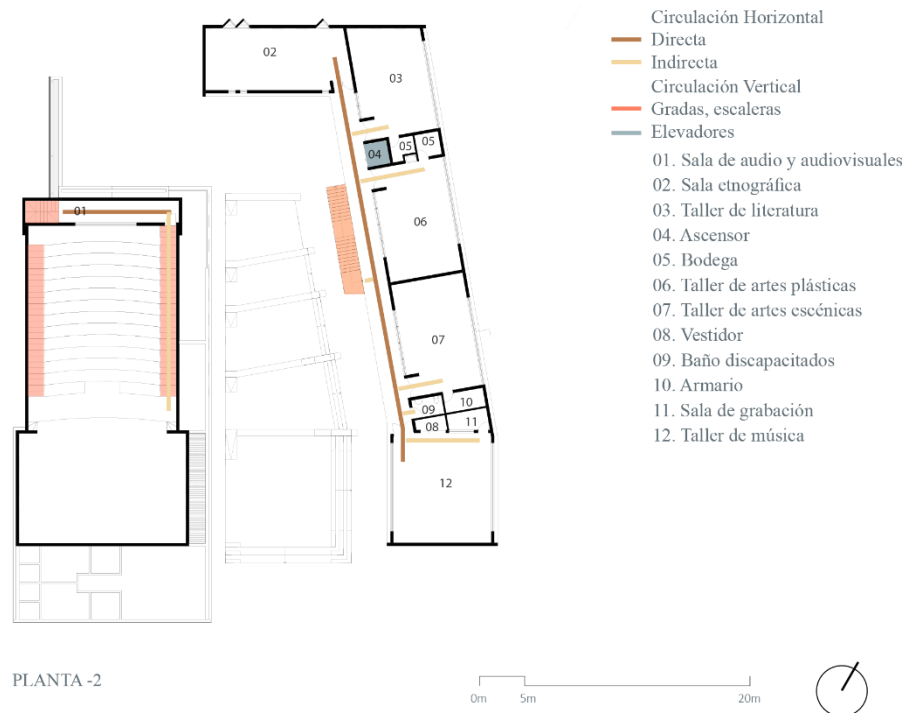 Circulación Horizontal
Directa
Indirecta
Circulación Vertical
Gradas, escaleras
Elevadores
01. Sala de audio y audiovisuales
02. Sala etnográfica
03. Taller de literatura
04. Ascensor
05. Bodega
06. Taller de artes plásticas
07. Taller de artes escénicas
08. Vestidor
09. Baño discapacitados
10. Armario
11. Sala de grabación
12. Taller de música
02
03
04
05
05
01
06
07
09
10
08
11
12
PLANTA -2
0m 5m 20m